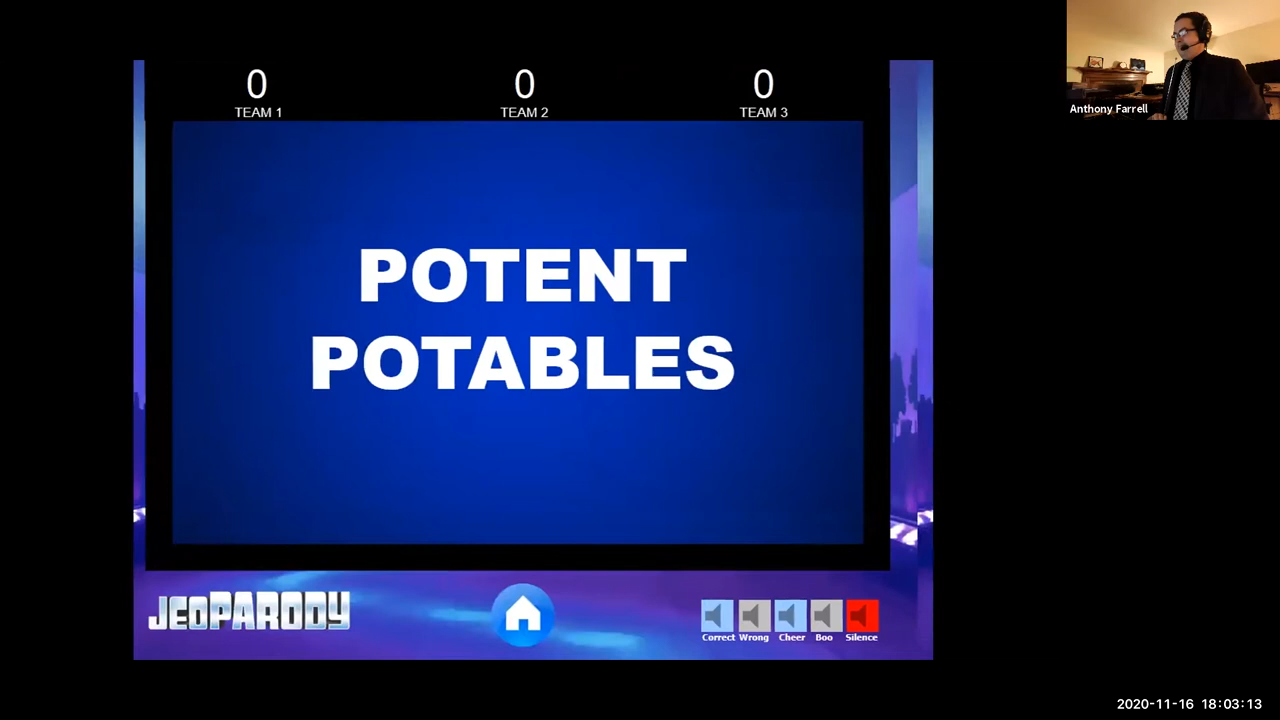 0 0 0
TEAM 1 TEAM 2 TEAM 3
POTENT
POTABLES
JEOPARODY
Correct Wrong Cheer Boo Silence
Anthony Farrell
2020-11-16 18:03:13